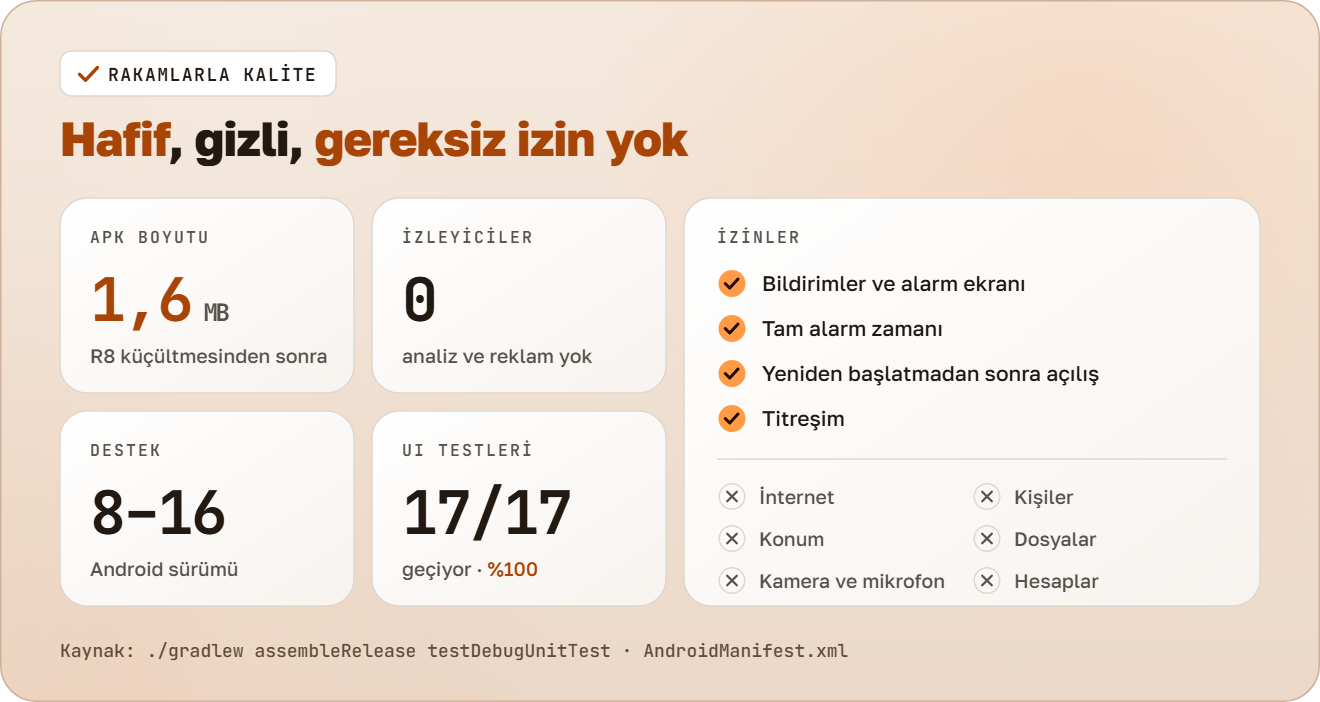 RAKAMLARLA KALİTE
Hafif, gizli, gereksiz izin yok
APK BOYUTU
1,6 MB
R8 küçültmesinden sonra
İZLEYİCİLER
0
analiz ve reklam yok
DESTEK
8–16
Android sürümü
UI TESTLERİ
17/17
geçiyor · %100
İZİNLER
Bildirimler ve alarm ekranı
Tam alarm zamanı
Yeniden başlatmadan sonra açılış
Titreşim
İnternet
Kişiler
Konum
Dosyalar
Kamera ve mikrofon
Hesaplar
Kaynak: ./gradlew assembleRelease testDebugUnitTest · AndroidManifest.xml